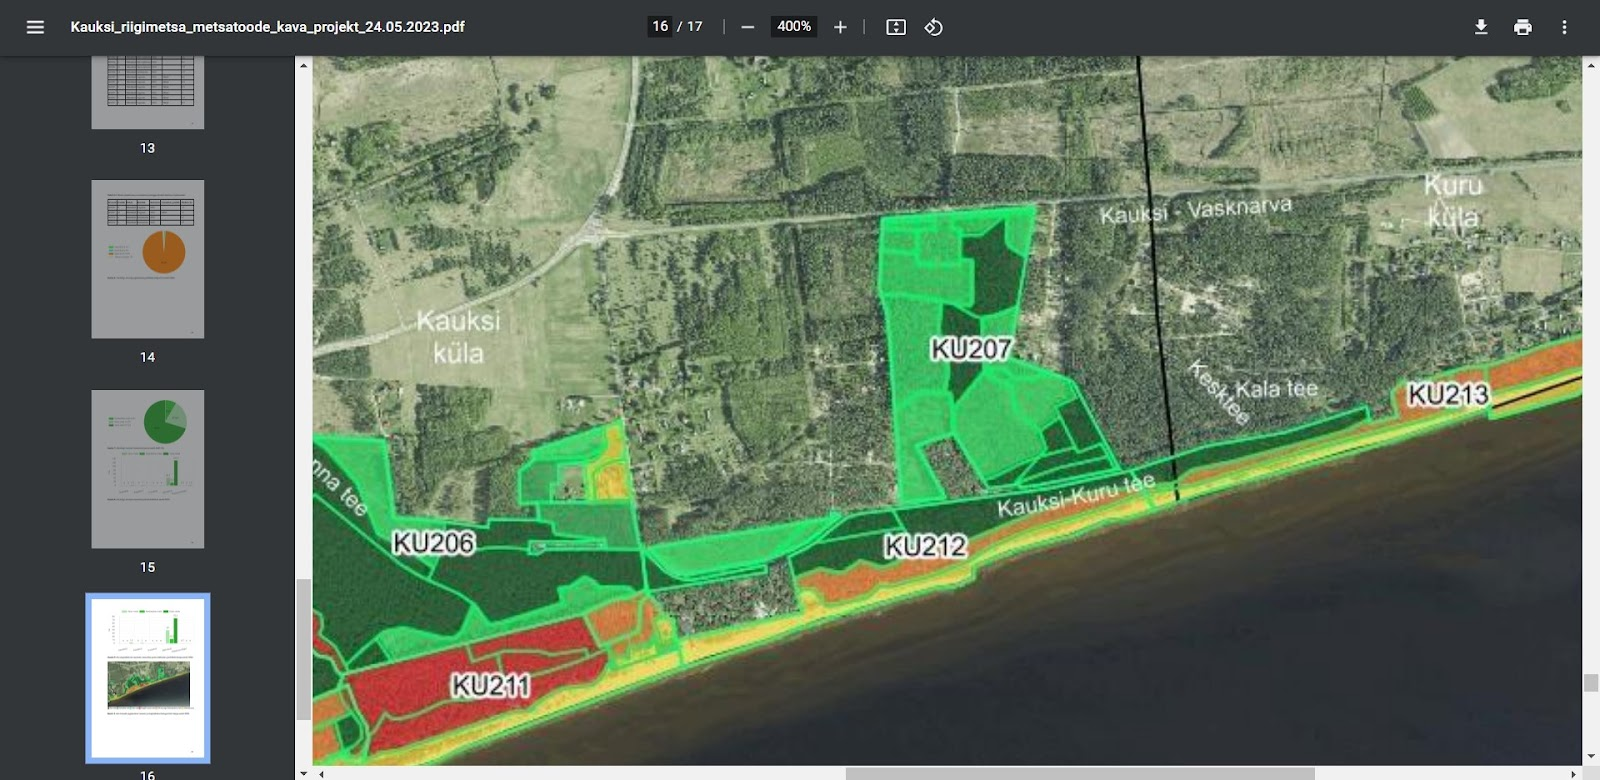 Kauksi_riigimetsa_metsatoode_kava_projekt_24.05.2023.pdf
16 / 17
400%
13
14
15
16
Kuru
küla
Kauksi - Vasknarva
Kauksi
küla
KU207
Kesktee
Kala tee
KU213
nna tee
Kauksi-Kuru tee
KU206
KU212
KU211